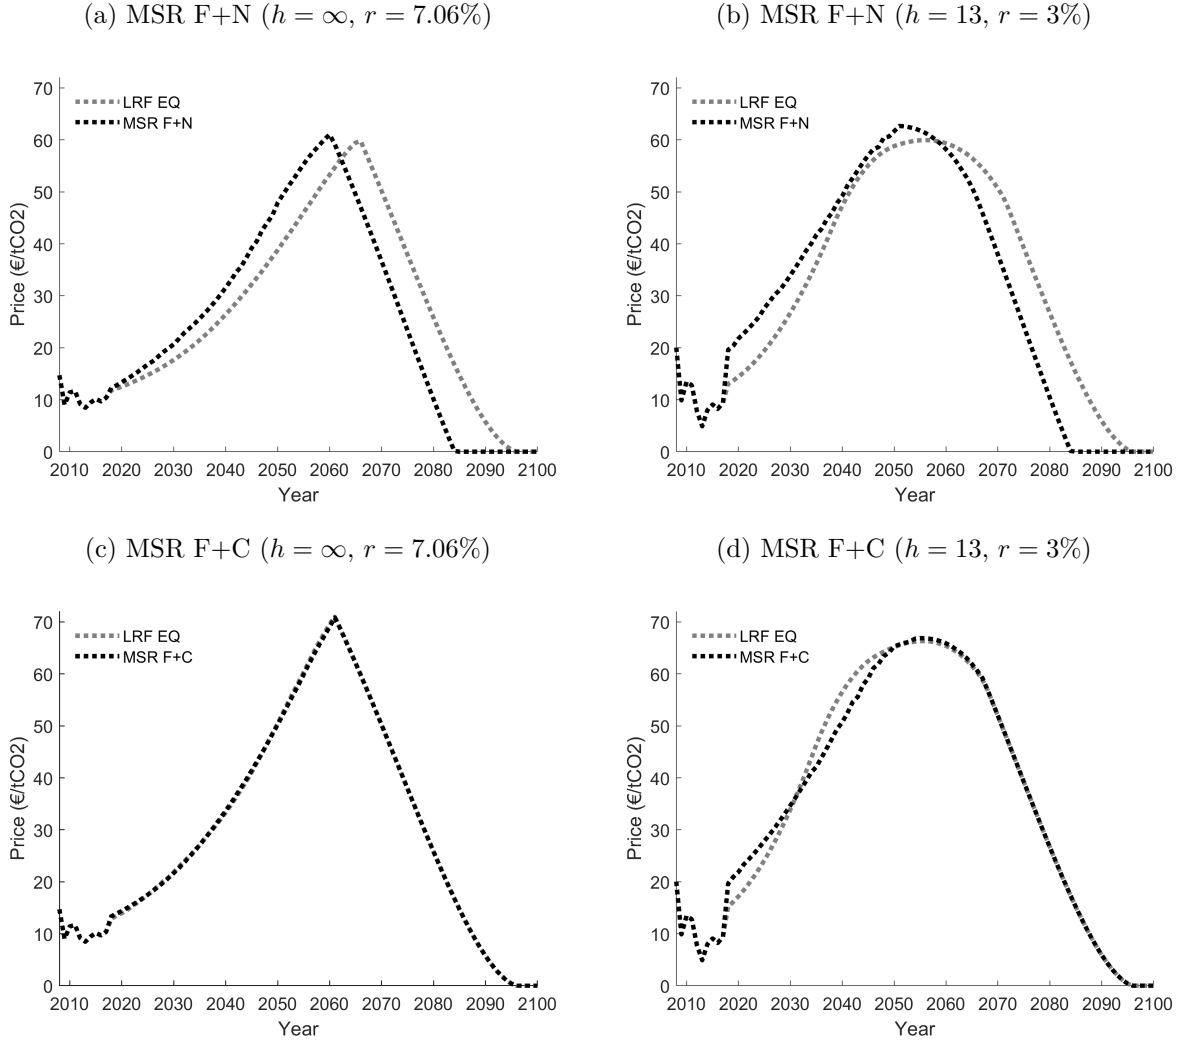 (a) MSR F+N (h = ∞, r = 7.06%)
(b) MSR F+N (h = 13, r = 3%)
70
60
50
40
30
20
10
0
Price (€/tCO2)
LRF EQ
MSR F+N
2010 2020 2030 2040 2050 2060 2070 2080 2090 2100
Year
70
60
50
40
30
20
10
0
Price (€/tCO2)
LRF EQ
MSR F+N
2010 2020 2030 2040 2050 2060 2070 2080 2090 2100
Year
(c) MSR F+C (h = ∞, r = 7.06%)
(d) MSR F+C (h = 13, r = 3%)
70
60
50
40
30
20
10
0
Price (€/tCO2)
LRF EQ
MSR F+C
2010 2020 2030 2040 2050 2060 2070 2080 2090 2100
Year
70
60
50
40
30
20
10
0
Price (€/tCO2)
LRF EQ
MSR F+C
2010 2020 2030 2040 2050 2060 2070 2080 2090 2100
Year